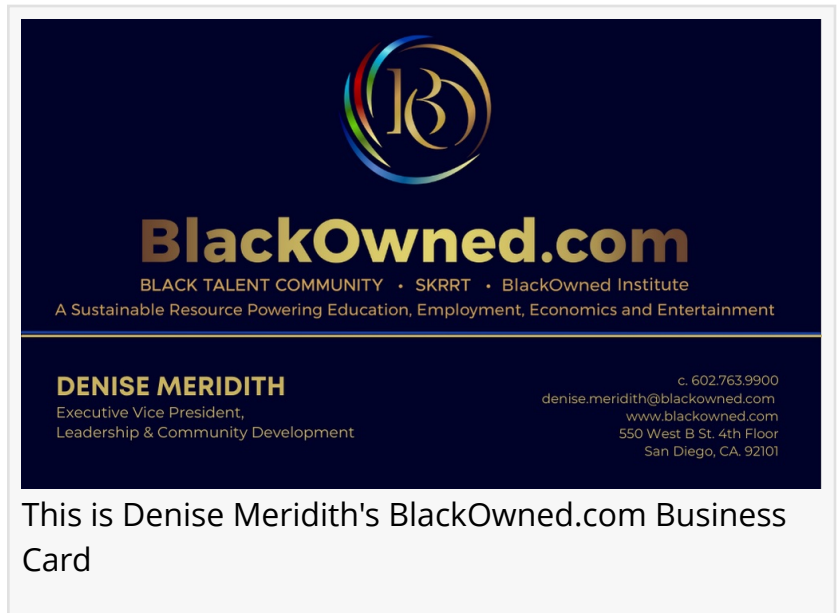 BO
BlackOwned.com
BLACK TALENT COMMUNITY • SKRRT • BlackOwned Institute
A Sustainable Resource Powering Education, Employment, Economics and Entertainment
DENISE MERIDITH
Executive Vice President,
Leadership & Community Development
c. 602.763.9900
denise.meridith@blackowned.com
www.blackowned.com
550 West B St. 4th Floor
San Diego, CA. 92101
This is Denise Meridith's BlackOwned.com Business
Card